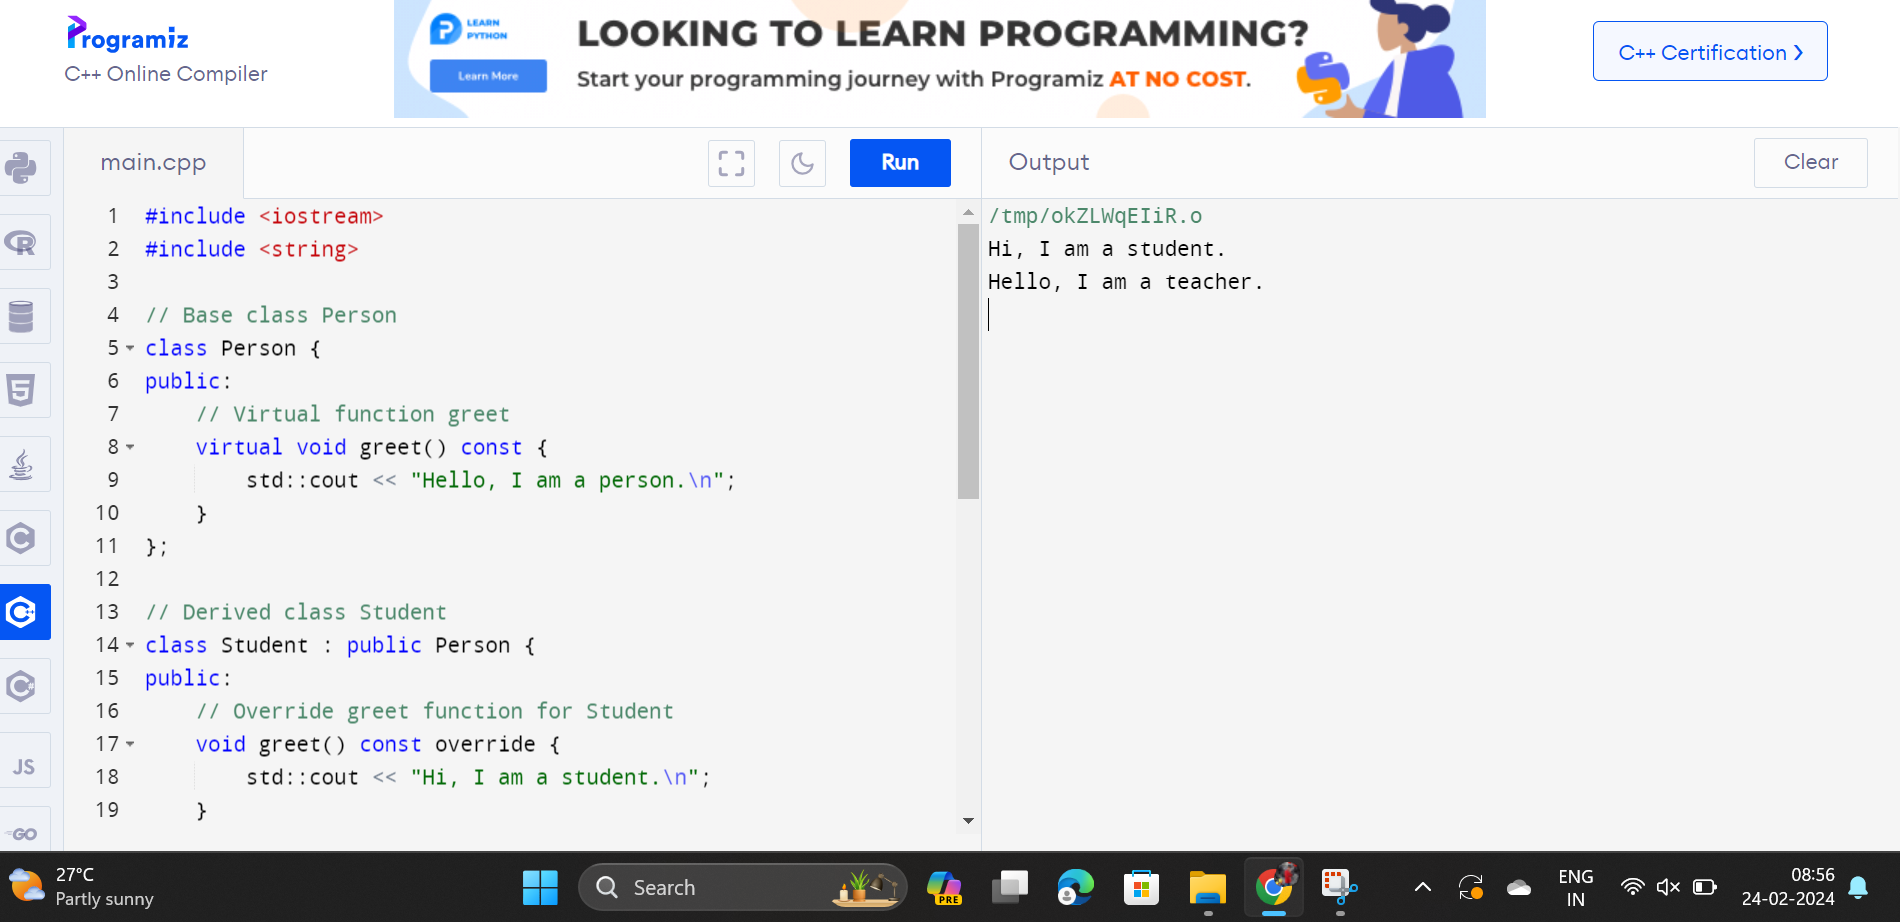 Programiz
C++ Online Compiler
LEARN
PYTHON
Learn More
LOOKING TO LEARN PROGRAMMING?
Start your programming journey with Programiz AT NO COST.
C++ Certification
main.cpp
Run
Output
Clear
1 #include <iostream>
2 #include <string>
3
4 // Base class Person
5 class Person {
6 public:
7 // Virtual function greet
8 virtual void greet() const {
9 std::cout << "Hello, I am a person.\n";
10 }
11 };
12
13 // Derived class Student
14 class Student : public Person {
15 public:
16 // Override greet function for Student
17 void greet() const override {
18 std::cout << "Hi, I am a student.\n";
19 }
/tmp/okZLWqEIiR.o
Hi, I am a student.
Hello, I am a teacher.
JS
GO
27°C
Partly sunny
Search
PRE
ENG
IN
08:56
24-02-2024